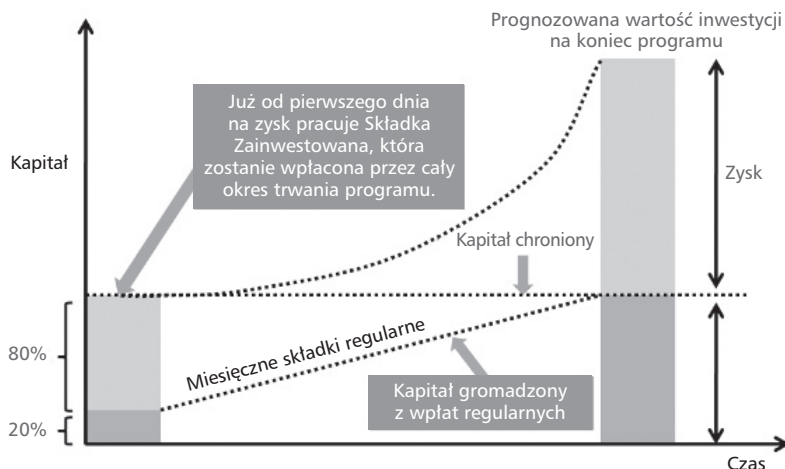 Prognozowana wartość inwestycji
na koniec programu
Już od pierwszego dnia
na zysk pracuje Składka
Zainwestowana, która
zostanie wpłacona przez cały
okres trwania programu.
Kapitał
Zysk
Kapitał chroniony
Miesięczne składki regularne
80%
Kapitał gromadzony
z wpłat regularnych
20%
Czas